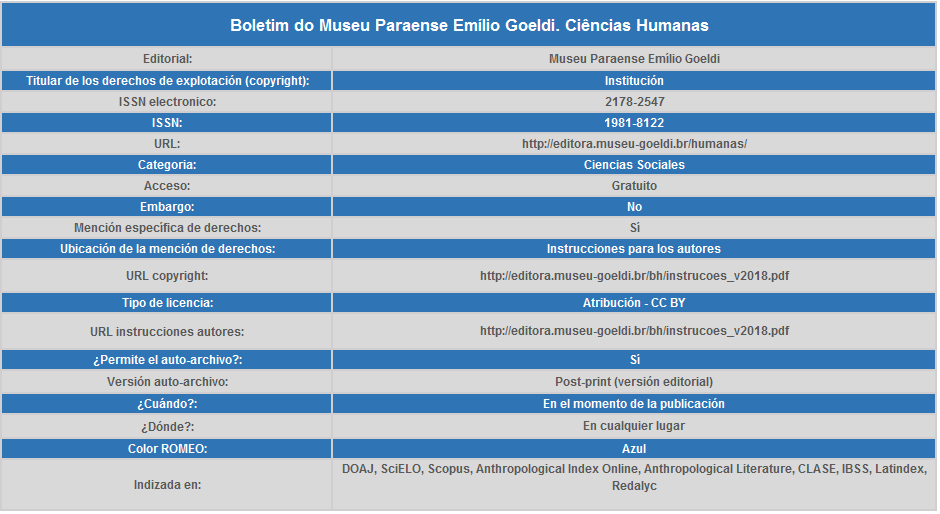 Boletim do Museu Paraense Emílio Goeldi. Ciências Humanas
Editorial: Museu Paraense Emílio Goeldi
Titular de los derechos de explotación (copyright): Institución
ISSN electronico: 2178-2547
ISSN: 1981-8122
URL: http://editora.museu-goeldi.br/humanas/
Categoria: Ciencias Sociales
Acceso: Gratuito
Embargo: No
Mención específica de derechos: Sí
Ubicación de la mención de derechos: Instrucciones para los autores
URL copyright: http://editora.museu-goeldi.br/bh/instrucoes_v2018.pdf
Tipo de licencia: Atribución - CC BY
URL instrucciones autores: http://editora.museu-goeldi.br/bh/instrucoes_v2018.pdf
¿Permite el auto-archivo?: Sí
Versión auto-archivo: Post-print (versión editorial)
¿Cuándo?: En el momento de la publicación
¿Dónde?: En cualquier lugar
Color ROMEO: Azul
Indizada en: DOAJ, SciELO, Scopus, Anthropological Index Online, Anthropological Literature, CLASE, IBSS, Latindex,
Redalyc